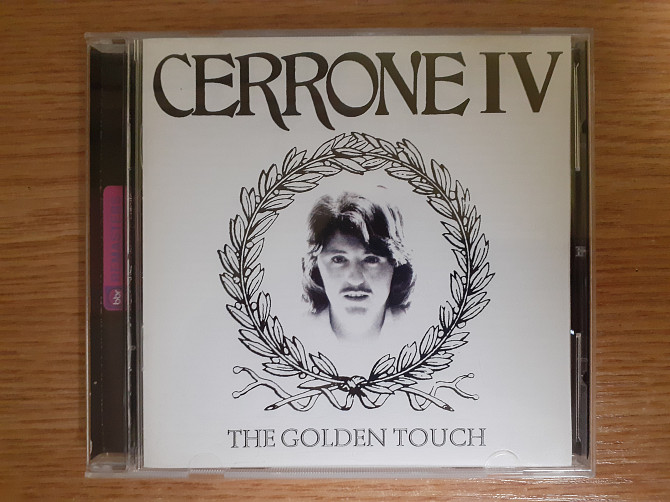 CERRONE IV
THE GOLDEN TOUCH